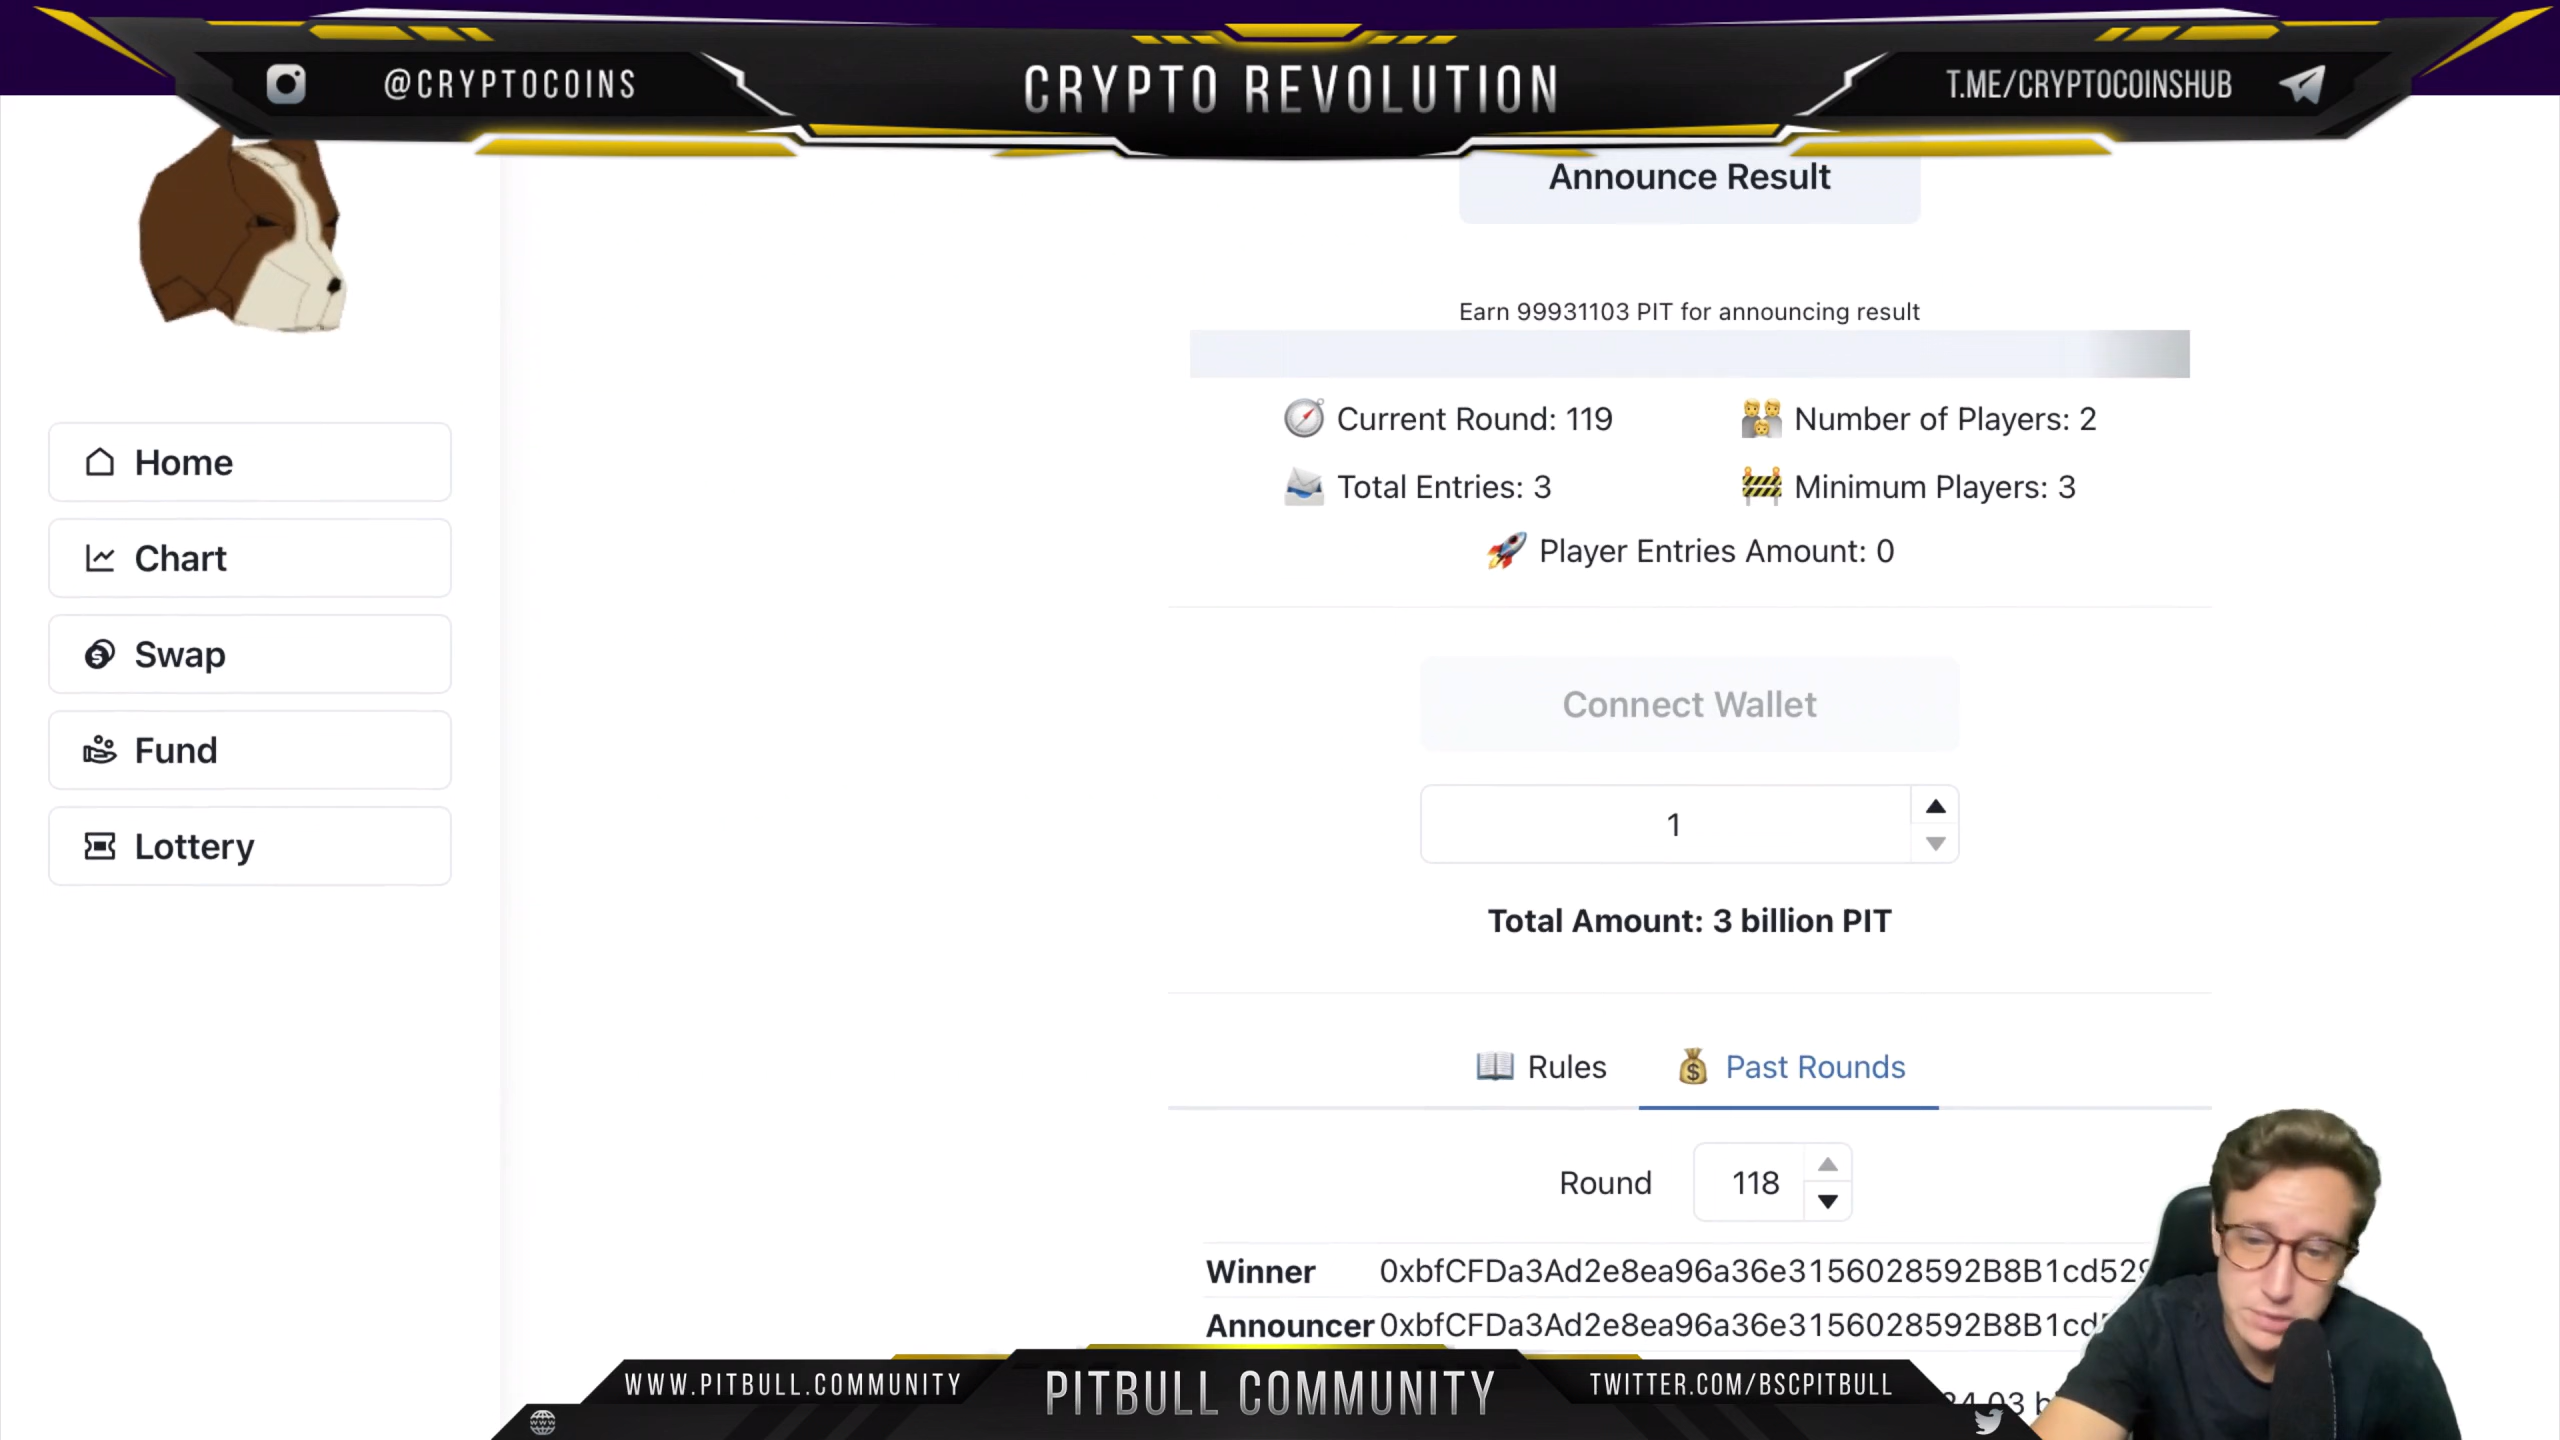 @CRYPTOCOINS
CRYPTO REVOLUTION
T.ME/CRYPTOCOINSHUB
Announce Result
Earn 99931103 PIT for announcing result
Current Round: 119
Number of Players: 2
Total Entries: 3
Minimum Players: 3
Player Entries Amount: 0
Home
Chart
Swap
Fund
Lottery
Connect Wallet
1
Total Amount: 3 billion PIT
Rules
Past Rounds
Round 118
Winner 0xbfCFDa3Ad2e8ea96a36e3156028592B8B1cd529
Announcer 0xbfCFDa3Ad2e8ea96a36e3156028592B8B1cd
WWW.PITBULL.COMMUNITY
PITBULL COMMUNITY
TWITTER.COM/BSCPITBULL